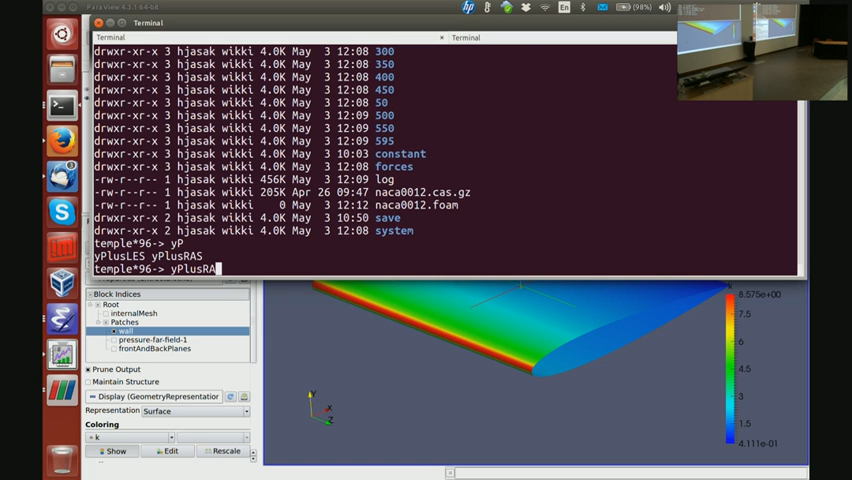 ParaView 4.3.1 64-bit
En
(98%)
Terminal
Terminal
Terminal
drwxr-xr-x 3 hjasak wikki 4.0K May 3 12:08 300
drwxr-xr-x 3 hjasak wikki 4.0K May 3 12:08 350
drwxr-xr-x 3 hjasak wikki 4.0K May 3 12:08 400
drwxr-xr-x 3 hjasak wikki 4.0K May 3 12:08 450
drwxr-xr-x 3 hjasak wikki 4.0K May 3 12:08 50
drwxr-xr-x 3 hjasak wikki 4.0K May 3 12:09 500
drwxr-xr-x 3 hjasak wikki 4.0K May 3 12:09 550
drwxr-xr-x 3 hjasak wikki 4.0K May 3 12:09 595
drwxr-xr-x 3 hjasak wikki 4.0K May 3 10:03 constant
drwxr-xr-x 3 hjasak wikki 4.0K May 3 12:08 forces
-rw-r--r-- 1 hjasak wikki 456K May 3 12:09 log
-rw-r--r-- 1 hjasak wikki 205K Apr 26 09:47 naca0012.cas.gz
-rw-r--r-- 1 hjasak wikki 0 May 3 12:12 naca0012.foam
drwxr-xr-x 2 hjasak wikki 4.0K May 3 10:50 save
drwxr-xr-x 2 hjasak wikki 4.0K May 3 12:08 system
temple*96-> yP
yPlusLES yPlusRAS
temple*96-> yPlusRA
Block Indices
Root
internalMesh
Patches
wall
pressure-far-field-1
frontAndBackPlanes
Prune Output
Maintain Structure
Display (GeometryRepresentation
Representation Surface
Coloring
k
Show Edit Rescale
Y
X
Z
k
8.575e+00
7.5
6
4.5
3
1.5
4.111e-01